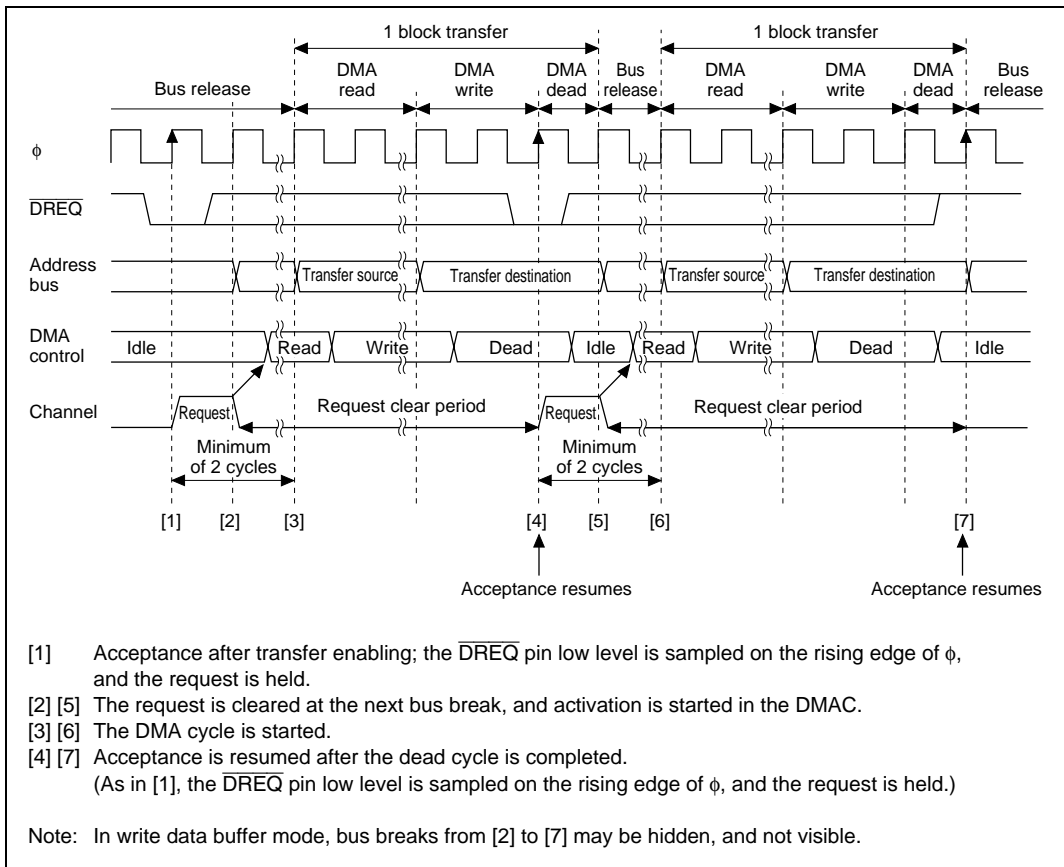 1 block transfer 1 block transfer
Bus release DMA read DMA write DMA dead Bus release DMA read DMA write DMA dead Bus release
ϕ
D̅R̅E̅Q̅
Address bus Transfer source Transfer destination Transfer source Transfer destination
DMA control Idle Read Write Dead Idle Read Write Dead Idle
Channel Request Request clear period Request Request clear period
Minimum of 2 cycles Minimum of 2 cycles
[1] [2] [3] [4] [5] [6] [7]
Acceptance resumes Acceptance resumes
[1] Acceptance after transfer enabling; the D̅R̅E̅Q̅ pin low level is sampled on the rising edge of ϕ,
and the request is held.
[2] [5] The request is cleared at the next bus break, and activation is started in the DMAC.
[3] [6] The DMA cycle is started.
[4] [7] Acceptance is resumed after the dead cycle is completed.
(As in [1], the D̅R̅E̅Q̅ pin low level is sampled on the rising edge of ϕ, and the request is held.)
Note: In write data buffer mode, bus breaks from [2] to [7] may be hidden, and not visible.